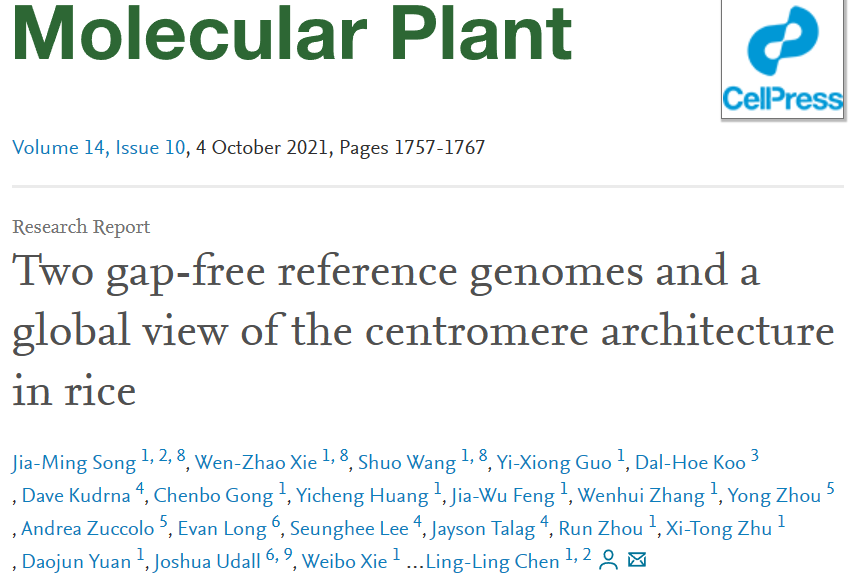 Molecular Plant
CellPress
Volume 14, Issue 10, 4 October 2021, Pages 1757-1767
Research Report
Two gap-free reference genomes and a
global view of the centromere architecture
in rice
Jia-Ming Song 1, 2, 8, Wen-Zhao Xie 1, 8, Shuo Wang 1, 8, Yi-Xiong Guo 1, Dal-Hoe Koo 3
, Dave Kudrna 4, Chenbo Gong 1, Yicheng Huang 1, Jia-Wu Feng 1, Wenhui Zhang 1, Yong Zhou 5
, Andrea Zuccolo 5, Evan Long 6, Seunghee Lee 4, Jayson Talag 4, Run Zhou 1, Xi-Tong Zhu 1
, Daojun Yuan 1, Joshua Udall 6, 9, Weibo Xie 1 ...Ling-Ling Chen 1, 2